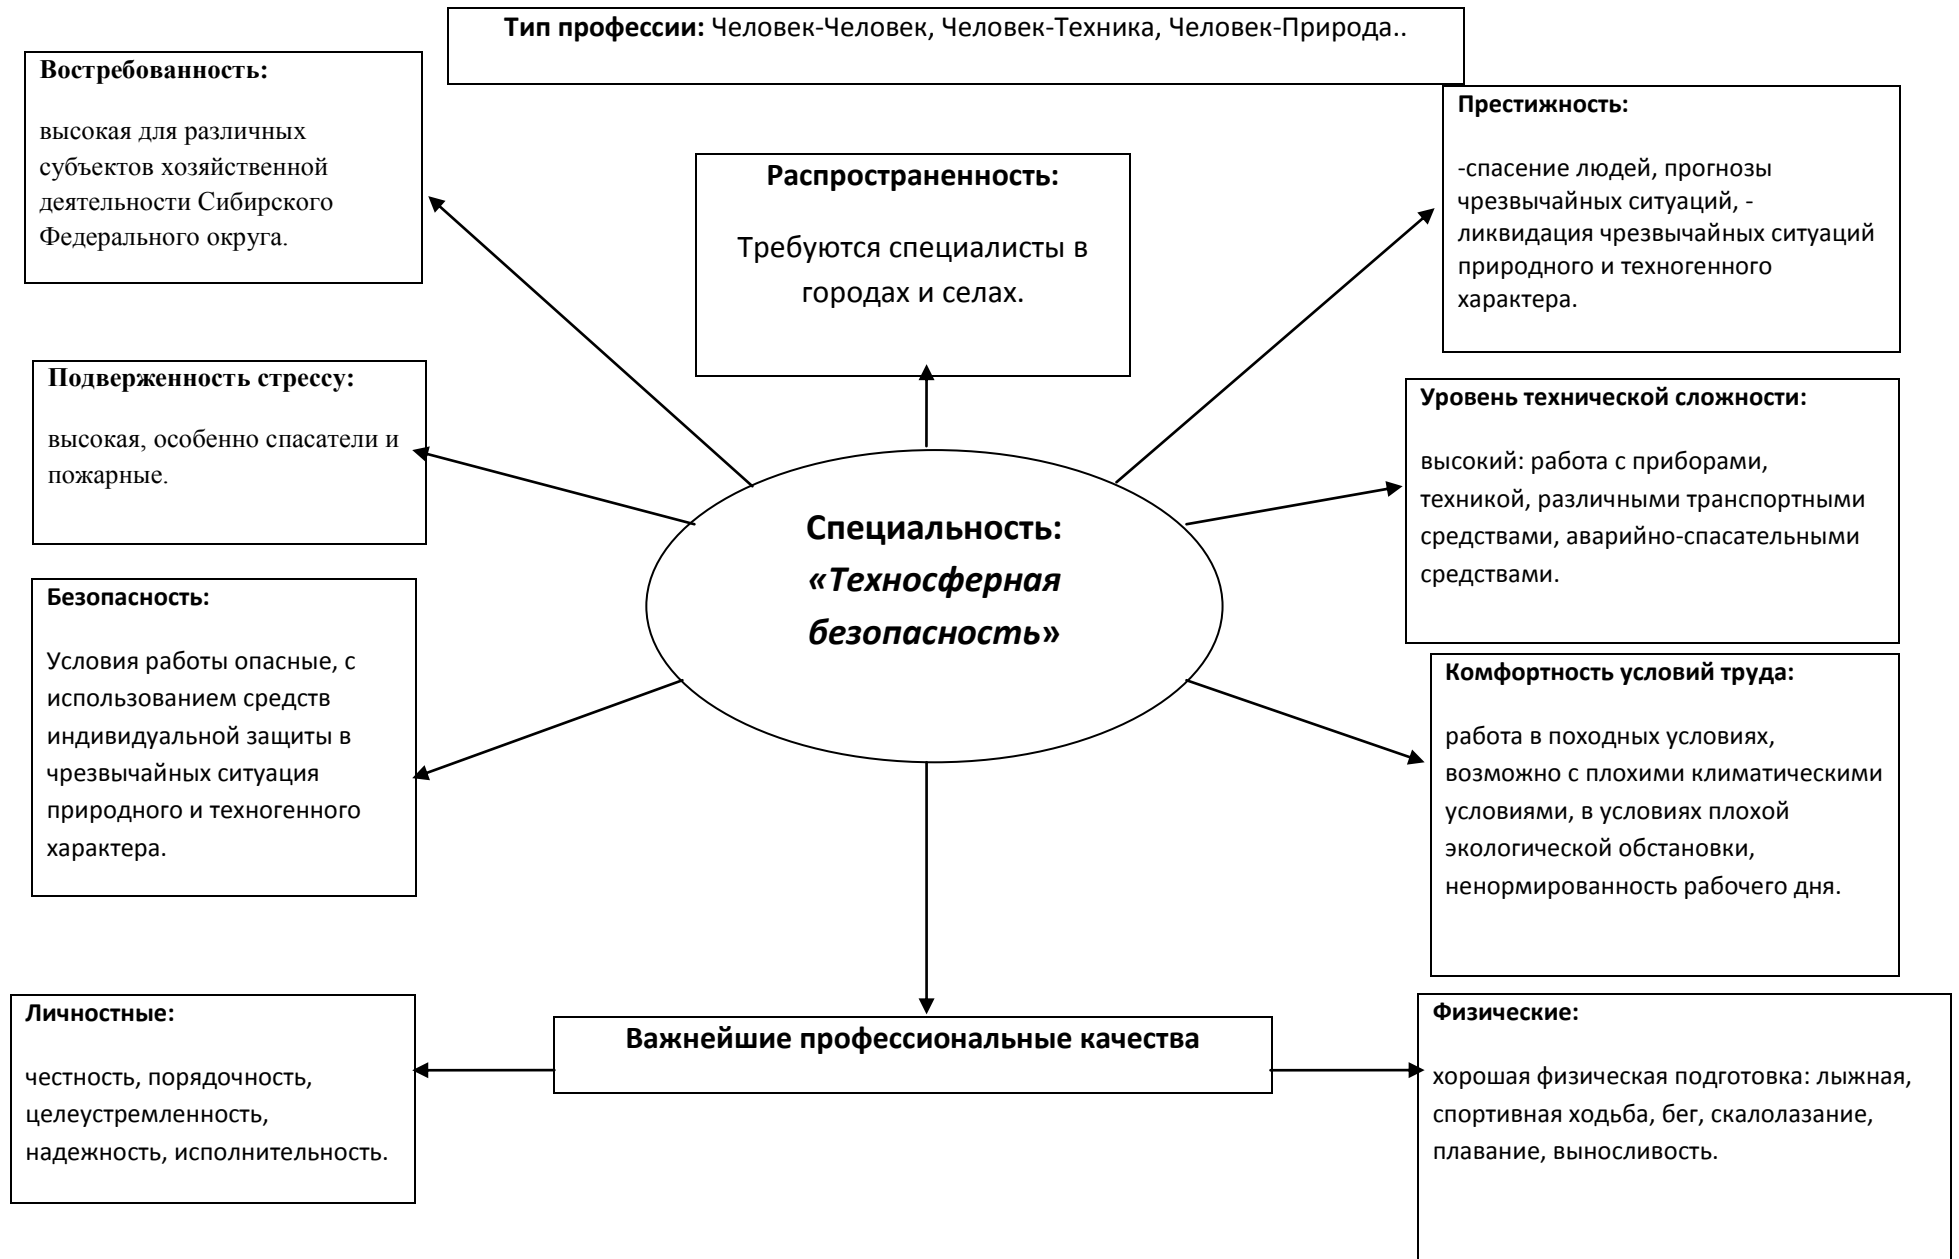 Тип профессии: Человек-Человек, Человек-Техника, Человек-Природа..
Востребованность:
высокая для различных
субъектов хозяйственной
деятельности Сибирского
Федерального округа.
Распространенность:
Требуются специалисты в
городах и селах.
Престижность:
-спасение людей, прогнозы
чрезвычайных ситуаций, -
ликвидация чрезвычайных ситуаций
природного и техногенного
характера.
Подверженность стрессу:
высокая, особенно спасатели и
пожарные.
Уровень технической сложности:
высокий: работа с приборами,
техникой, различными транспортными
средствами, аварийно-спасательными
средствами.
Специальность:
«Техносферная
безопасность»
Безопасность:
Условия работы опасные, с
использованием средств
индивидуальной защиты в
чрезвычайных ситуация
природного и техногенного
характера.
Комфортность условий труда:
работа в походных условиях,
возможно с плохими климатическими
условиями, в условиях плохой
экологической обстановки,
ненормированность рабочего дня.
Личностные:
честность, порядочность,
целеустремленность,
надежность, исполнительность.
Важнейшие профессиональные качества
Физические:
хорошая физическая подготовка: лыжная,
спортивная ходьба, бег, скалолазание,
плавание, выносливость.